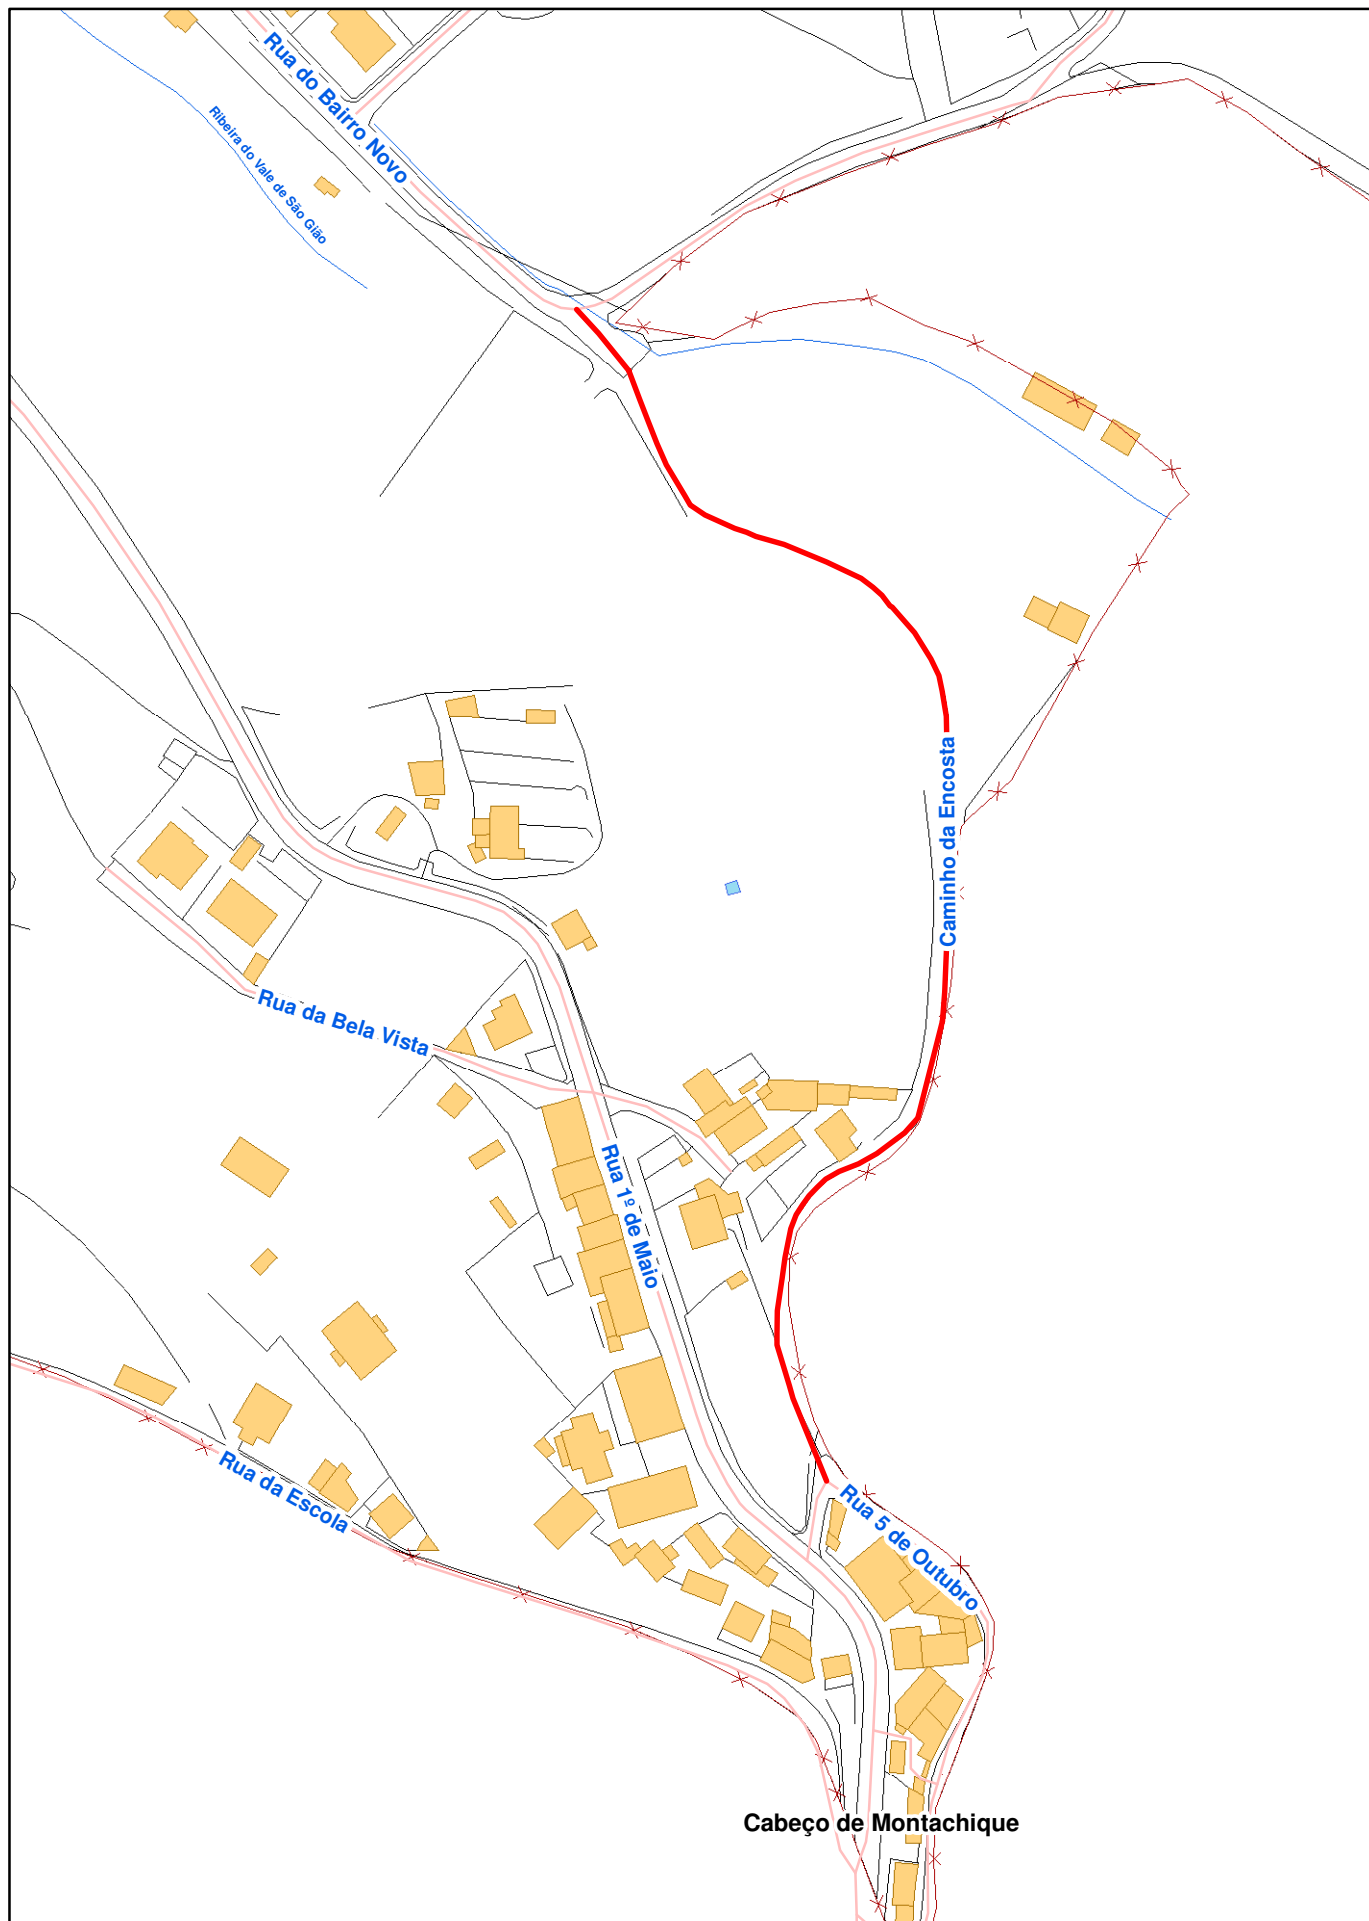 Rua do Bairro Novo
Ribeira do Vale de São Gião
Caminho da Encosta
Rua da Bela Vista
Rua 1º de Maio
Rua da Escola
Rua 5 de Outubro
Cabeço de Montachique